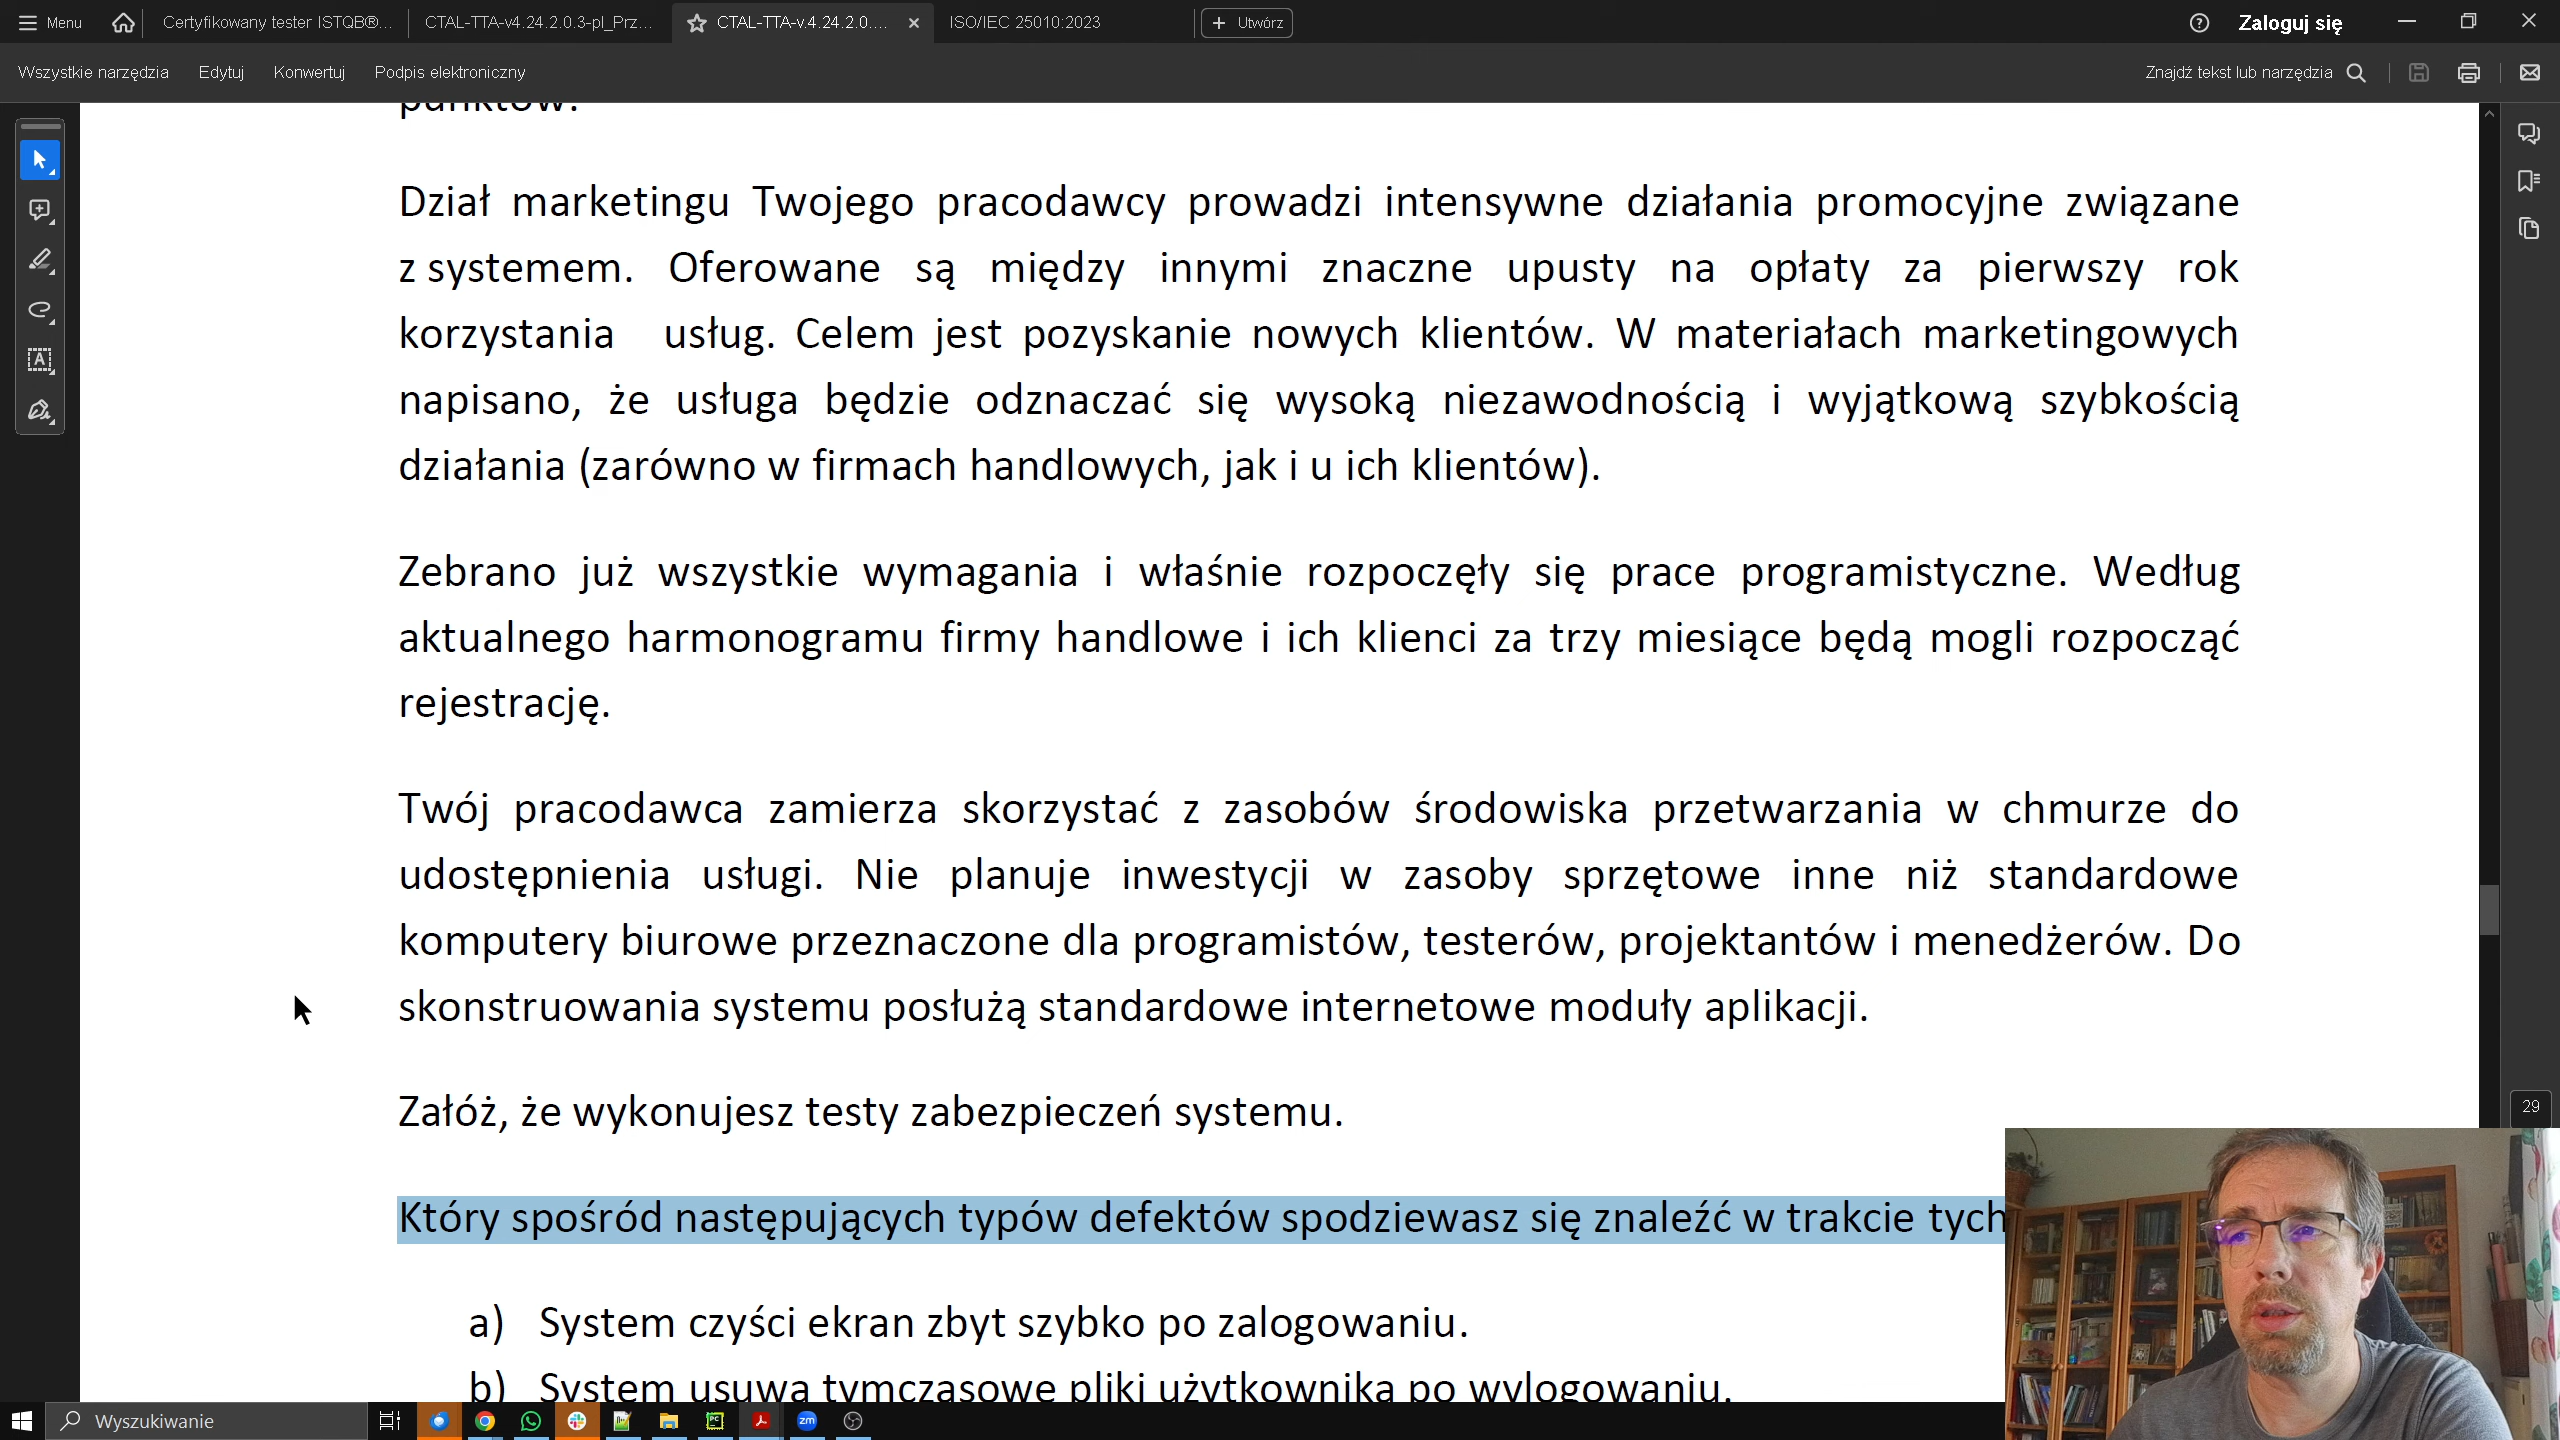 Menu
Certyfikowany tester ISTQB®...
CTAL-TTA-v4.24.2.0.3-pl_Prz...
CTAL-TTA-v.4.24.2.0....
ISO/IEC 25010:2023
Utwórz
Zaloguj się
Wszystkie narzędzia
Edytuj
Konwertuj
Podpis elektroniczny
Znajdź tekst lub narzędzia
punktów.
Dział marketingu Twojego pracodawcy prowadzi intensywne działania promocyjne związane
z systemem. Oferowane są między innymi znaczne upusty na opłaty za pierwszy rok
korzystania usług. Celem jest pozyskanie nowych klientów. W materiałach marketingowych
napisano, że usługa będzie odznaczać się wysoką niezawodnością i wyjątkową szybkością
działania (zarówno w firmach handlowych, jak i u ich klientów).
Zebrano już wszystkie wymagania i właśnie rozpoczęły się prace programistyczne. Według
aktualnego harmonogramu firmy handlowe i ich klienci za trzy miesiące będą mogli rozpocząć
rejestrację.
Twój pracodawca zamierza skorzystać z zasobów środowiska przetwarzania w chmurze do
udostępnienia usługi. Nie planuje inwestycji w zasoby sprzętowe inne niż standardowe
komputery biurowe przeznaczone dla programistów, testerów, projektantów i menedżerów. Do
skonstruowania systemu posłużą standardowe internetowe moduły aplikacji.
Załóż, że wykonujesz testy zabezpieczeń systemu.
29
Który spośród następujących typów defektów spodziewasz się znaleźć w trakcie tych
a) System czyści ekran zbyt szybko po zalogowaniu.
b) System usuwa tymczasowe pliki użytkownika po wylogowaniu.
Wyszukiwanie
PC
zm